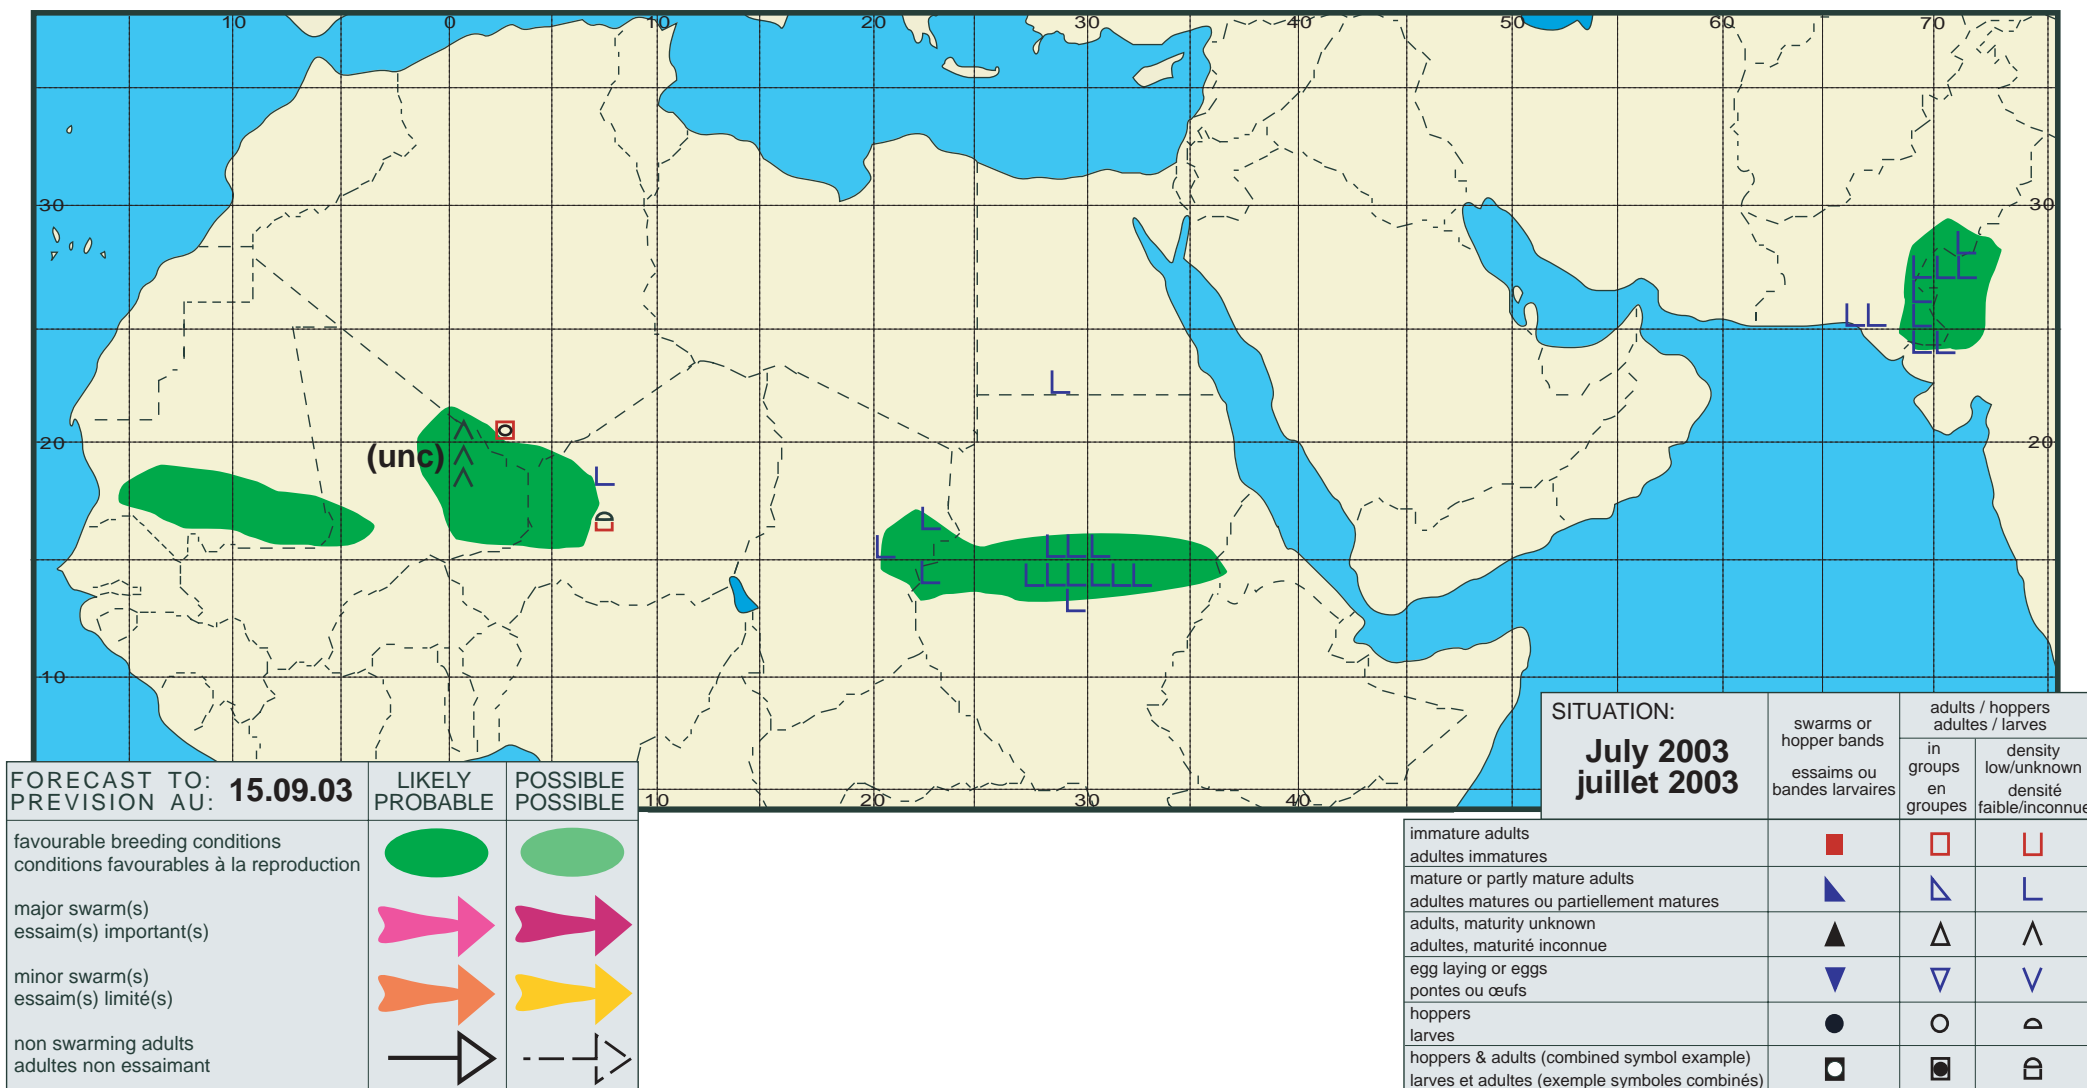 10 0 10 20 30 40 50 60 70
30 30
20 20
(unc)
10
10 20 30 40
FORECAST TO:
PREVISION AU:
15.09.03
LIKELY
PROBABLE
POSSIBLE
POSSIBLE
favourable breeding conditions
conditions favourables à la reproduction
major swarm(s)
essaim(s) important(s)
minor swarm(s)
essaim(s) limité(s)
non swarming adults
adultes non essaimant
SITUATION:
July 2003
juillet 2003
swarms or
hopper bands
essaims ou
bandes larvaires
adults / hoppers
adultes / larves
in
groups
en
groupes
density
low/unknown
densité
faible/inconnue
immature adults
adultes immatures
mature or partly mature adults
adultes matures ou partiellement matures
adults, maturity unknown
adultes, maturité inconnue
egg laying or eggs
pontes ou œufs
hoppers
larves
hoppers & adults (combined symbol example)
larves et adultes (exemple symboles combinés)